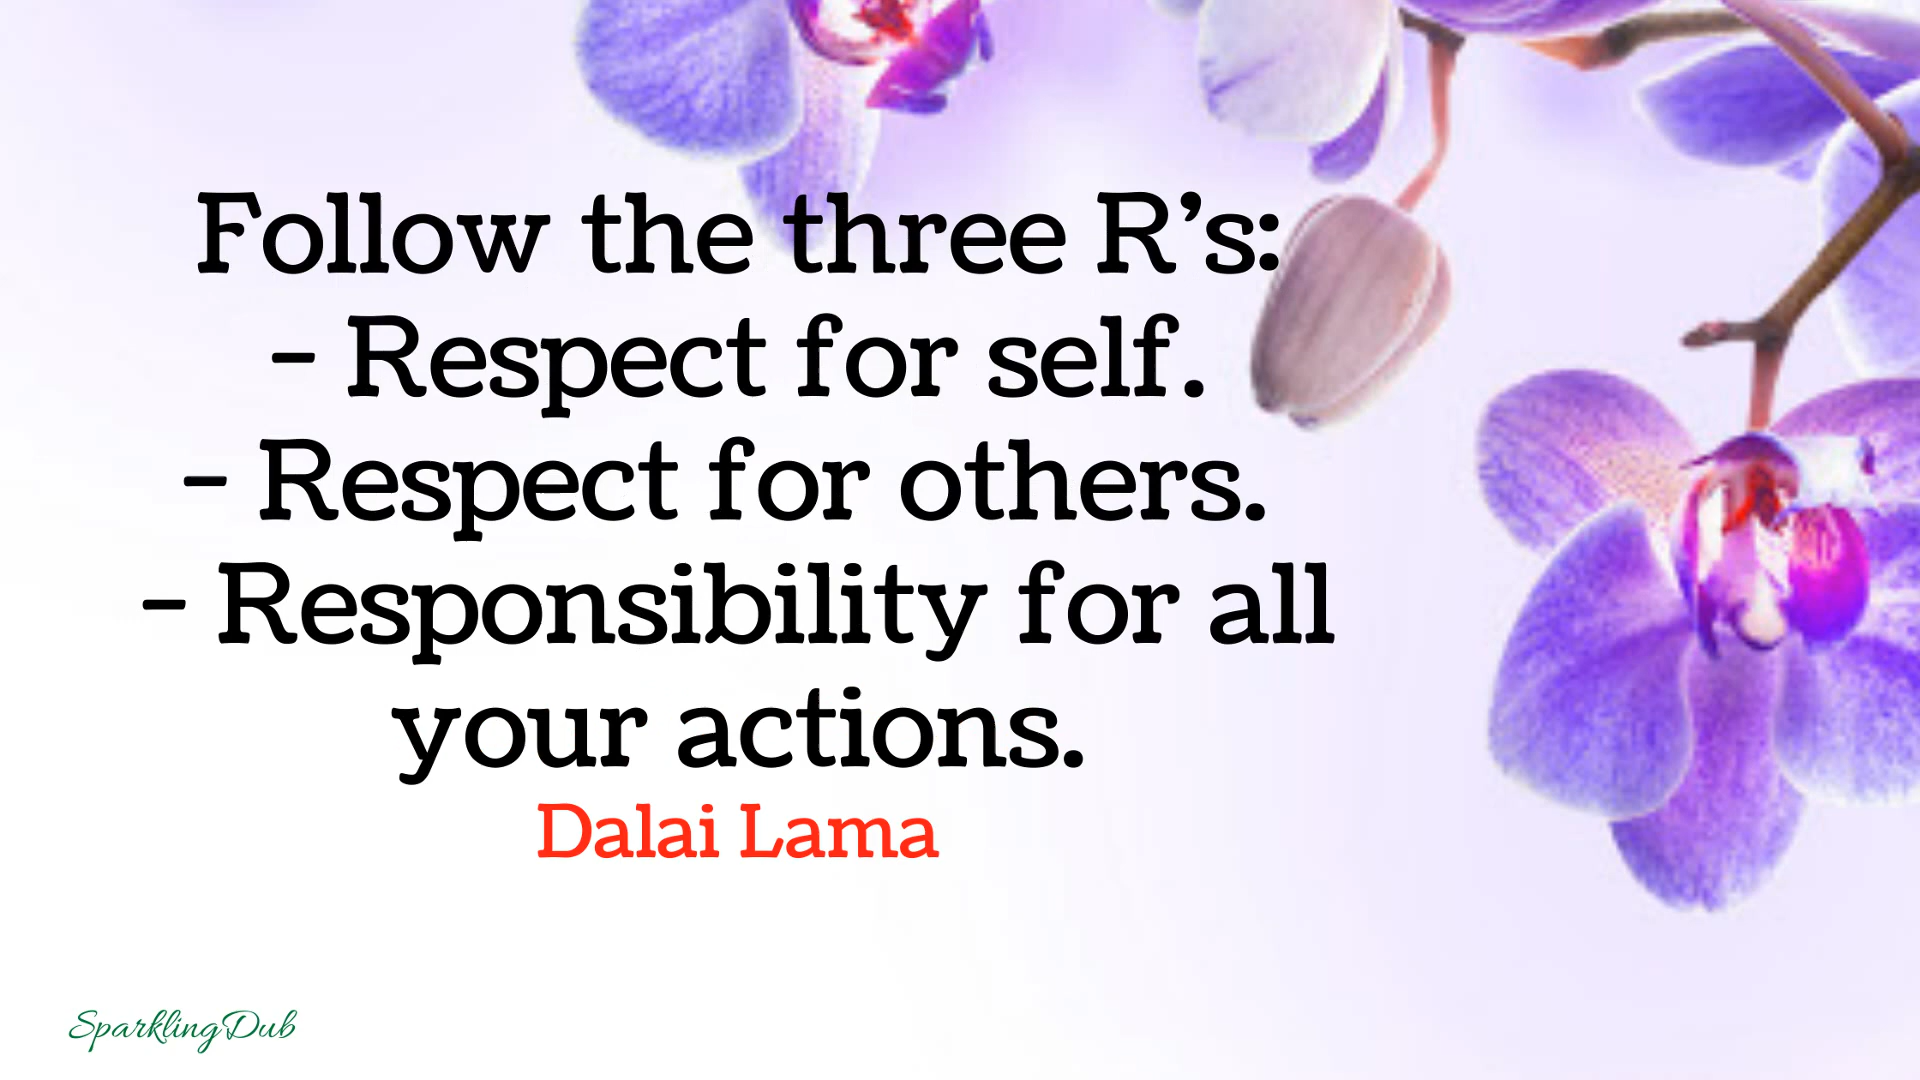 Follow the three R’s:
- Respect for self.
- Respect for others.
- Responsibility for all
your actions.
Dalai Lama
SparklingDub